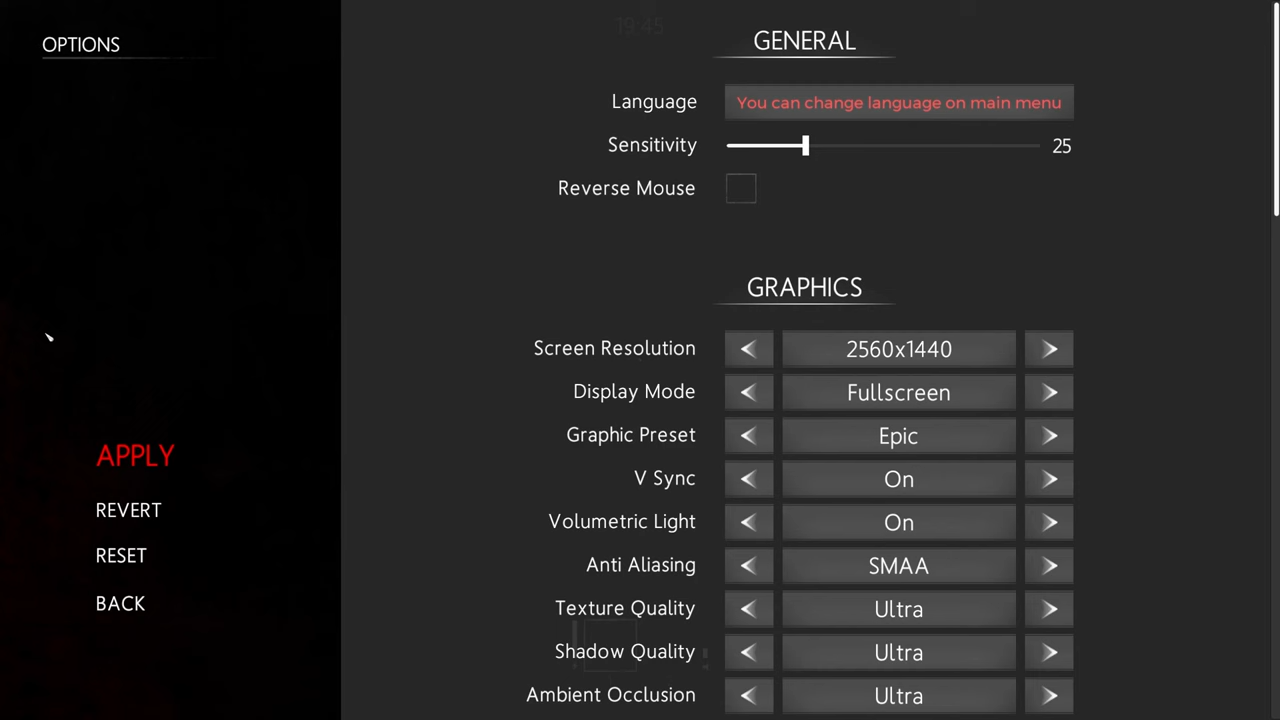 19:45
OPTIONS
GENERAL
Language You can change language on main menu
Sensitivity 25
Reverse Mouse
GRAPHICS
Screen Resolution 2560x1440
Display Mode Fullscreen
Graphic Preset Epic
V Sync On
Volumetric Light On
Anti Aliasing SMAA
Texture Quality Ultra
Shadow Quality Ultra
Ambient Occlusion Ultra
APPLY
REVERT
RESET
BACK